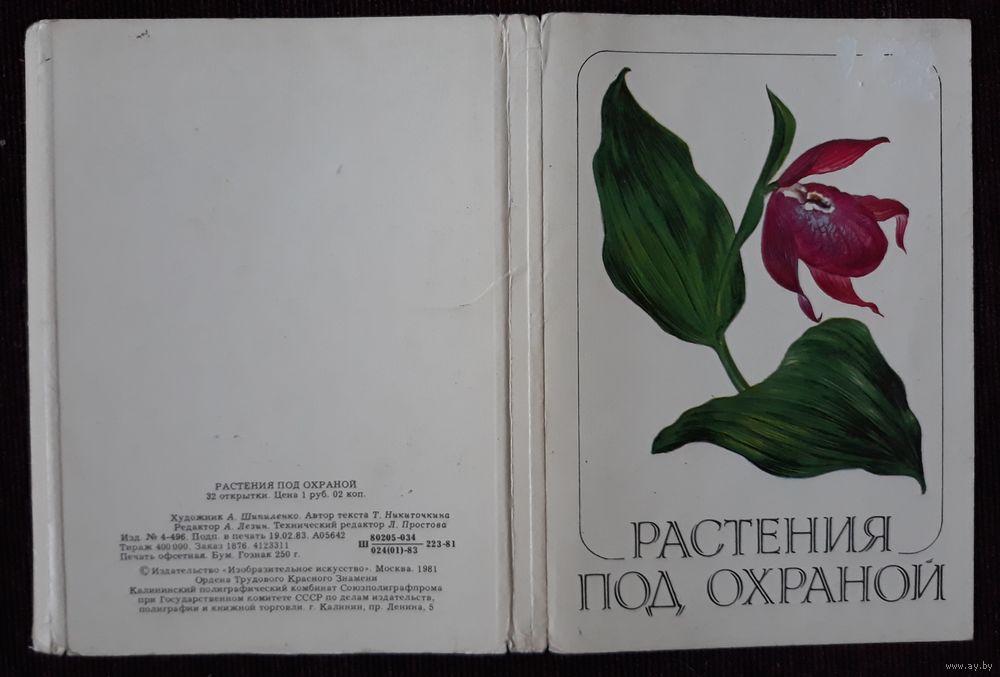 РАСТЕНИЯ ПОД ОХРАНОЙ
32 открытки. Цена 1 руб. 02 коп.
Художник А. Шипиленко. Автор текста Т. Никиточкина
Редактор А. Лезин. Технический редактор Л. Простова
Изд. № 4-496. Подп. в печать 19.02.83. А05642
Тираж 400 000. Заказ 1876. 4123311
Печать офсетная. Бум. Гознак 250 г.
Ш 80205-034 223-81
024(01)-83
© Издательство «Изобразительное искусство». Москва. 1981
Ордена Трудового Красного Знамени
Калининский полиграфический комбинат Союзполиграфпрома
при Государственном комитете СССР по делам издательств,
полиграфии и книжной торговли. г. Калинин, пр. Ленина, 5
РАСТЕНИЯ
ПОД ОХРАНОЙ
www.ay.by